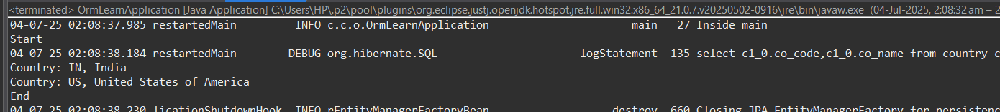 <terminated> OrmLearnApplication [Java Application] C:\Users\HP\.p2\pool\plugins\org.eclipse.justj.openjdk.hotspot.jre.full.win32.x86_64_21.0.7.v20250502-0916\jre\bin\javaw.exe (04-Jul-2025, 2:08:32 am – 2
04-07-25 02:08:37.985 restartedMain INFO c.c.o.OrmLearnApplication main 27 Inside main
Start
04-07-25 02:08:38.184 restartedMain DEBUG org.hibernate.SQL logStatement 135 select c1_0.co_code,c1_0.co_name from country c
Country: IN, India
Country: US, United States of America
End
04-07-25 02:08:38.230 licationShutdownHook INFO rEntityManagerFactoryBean destroy 660 Closing JPA EntityManagerFactory for persistenc